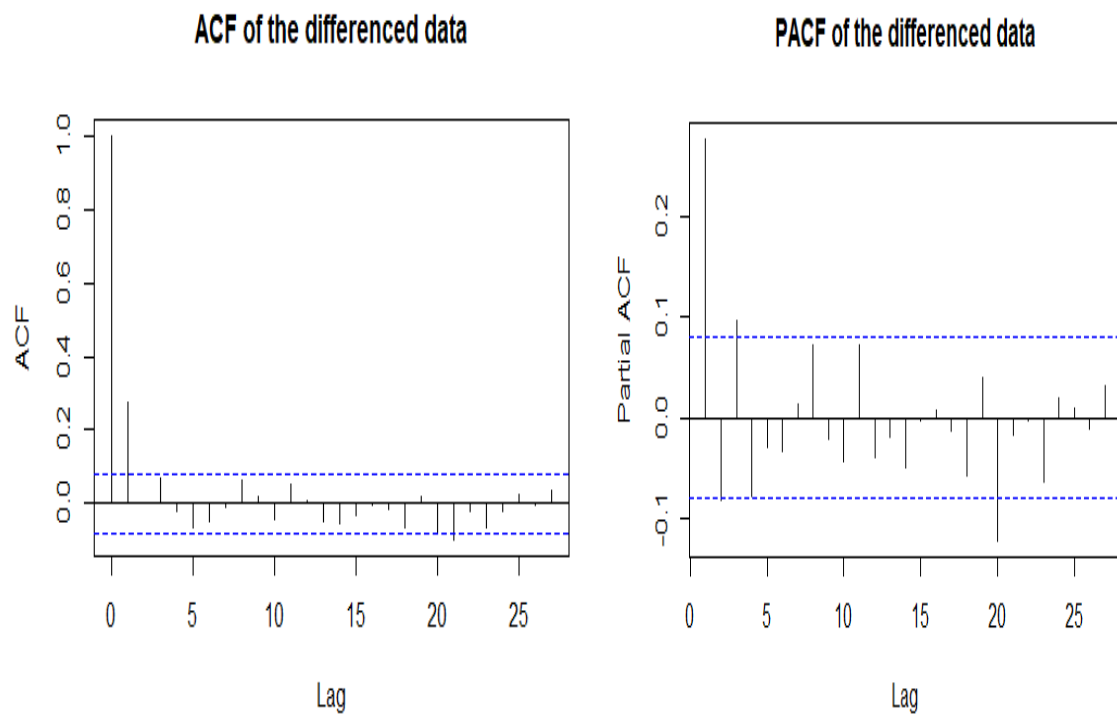 ACF of the differenced data
ACF
1.0
0.8
0.6
0.4
0.2
0.0
0 5 10 15 20 25
Lag
PACF of the differenced data
Partial ACF
0.2
0.1
0.0
-0.1
0 5 10 15 20 25
Lag